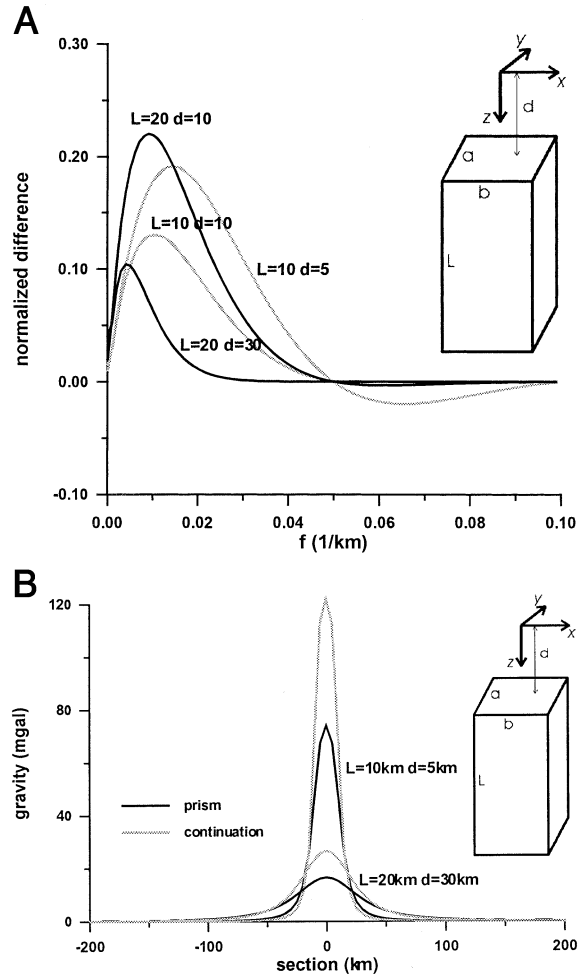 A
0.30
0.20
0.10
0.00
-0.10
normalized difference
L=20 d=10
L=10 d=10
L=10 d=5
L=20 d=30
0.00 0.02 0.04 0.06 0.08 0.10
f (1/km)
y
x
z
d
a
b
L
B
120
80
40
0
gravity (mgal)
prism
continuation
L=10km d=5km
L=20km d=30km
-200 -100 0 100 200
section (km)
y
x
z
d
a
b
L